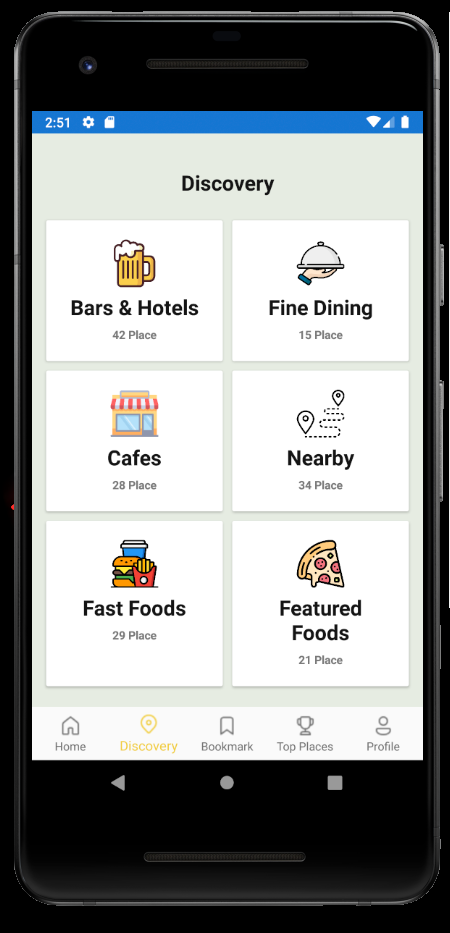 2:51
Discovery
Bars & Hotels
42 Place
Fine Dining
15 Place
Cafes
28 Place
Nearby
34 Place
Fast Foods
29 Place
Featured
Foods
21 Place
Home
Discovery
Bookmark
Top Places
Profile